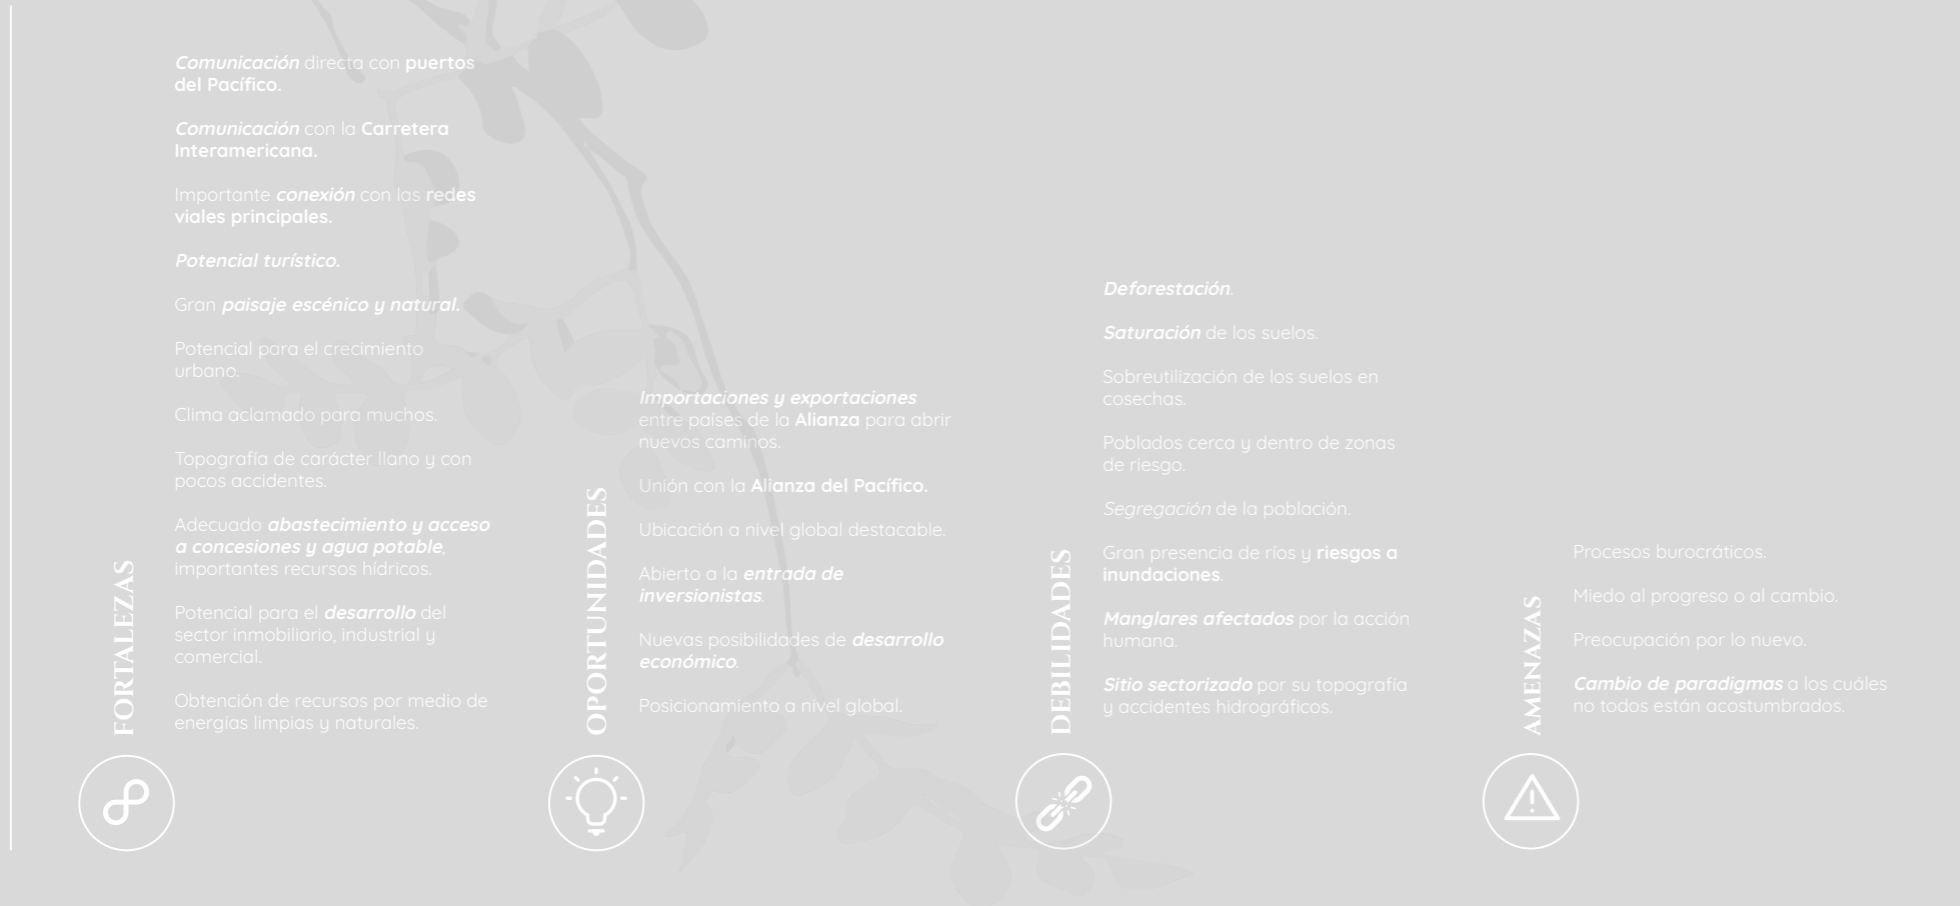 FORTALEZAS
Comunicación directa con puertos
del Pacífico.
Comunicación con la Carretera
Interamericana.
Importante conexión con las redes
viales principales.
Potencial turístico.
Gran paisaje escénico y natural.
Potencial para el crecimiento
urbano.
Clima aclamado para muchos.
Topografía de carácter llano y con
pocos accidentes.
Adecuado abastecimiento y acceso
a concesiones y agua potable,
importantes recursos hídricos.
Potencial para el desarrollo del
sector inmobiliario, industrial y
comercial.
Obtención de recursos por medio de
energías limpias y naturales.
OPORTUNIDADES
Importaciones y exportaciones
entre países de la Alianza para abrir
nuevos caminos.
Unión con la Alianza del Pacífico.
Ubicación a nivel global destacable.
Abierto a la entrada de
inversionistas.
Nuevas posibilidades de desarrollo
económico.
Posicionamiento a nivel global.
DEBILIDADES
Deforestación.
Saturación de los suelos.
Sobreutilización de los suelos en
cosechas.
Poblados cerca y dentro de zonas
de riesgo.
Segregación de la población.
Gran presencia de ríos y riesgos a
inundaciones.
Manglares afectados por la acción
humana.
Sitio sectorizado por su topografía
y accidentes hidrográficos.
AMENAZAS
Procesos burocráticos.
Miedo al progreso o al cambio.
Preocupación por lo nuevo.
Cambio de paradigmas a los cuáles
no todos están acostumbrados.